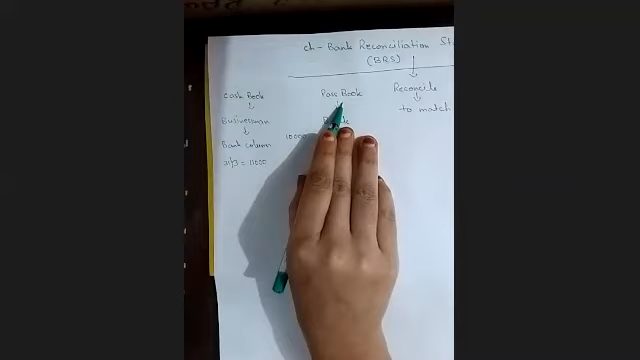 ch- Bank Reconciliation St
(BRS)
Cash Book
Pass Book
Reconcile
to match
Businessman
Bank column
10000
31/3 = 11000